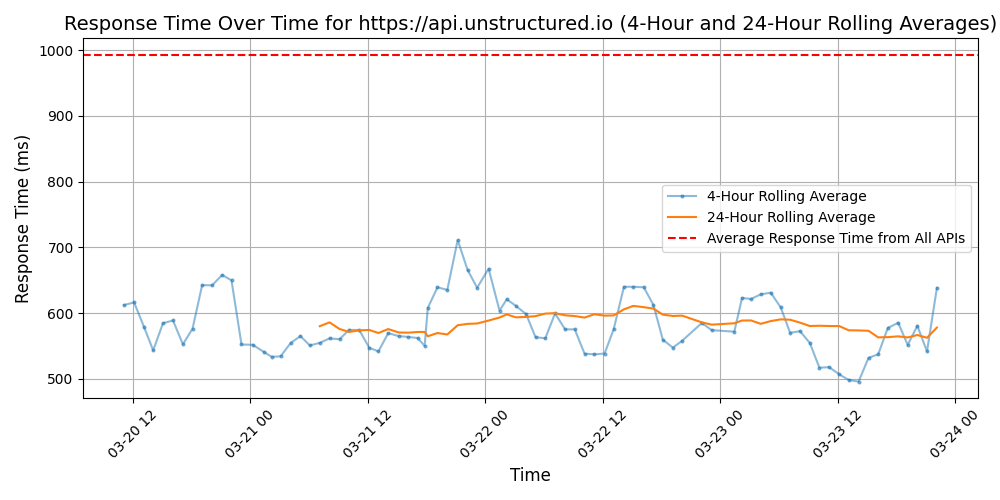 Response Time Over Time for https://api.unstructured.io (4-Hour and 24-Hour Rolling Averages)
Response Time (ms)
1000
900
800
700
600
500
4-Hour Rolling Average
24-Hour Rolling Average
Average Response Time from All APIs
03-20 12
03-21 00
03-21 12
03-22 00
03-22 12
03-23 00
03-23 12
03-24 00
Time